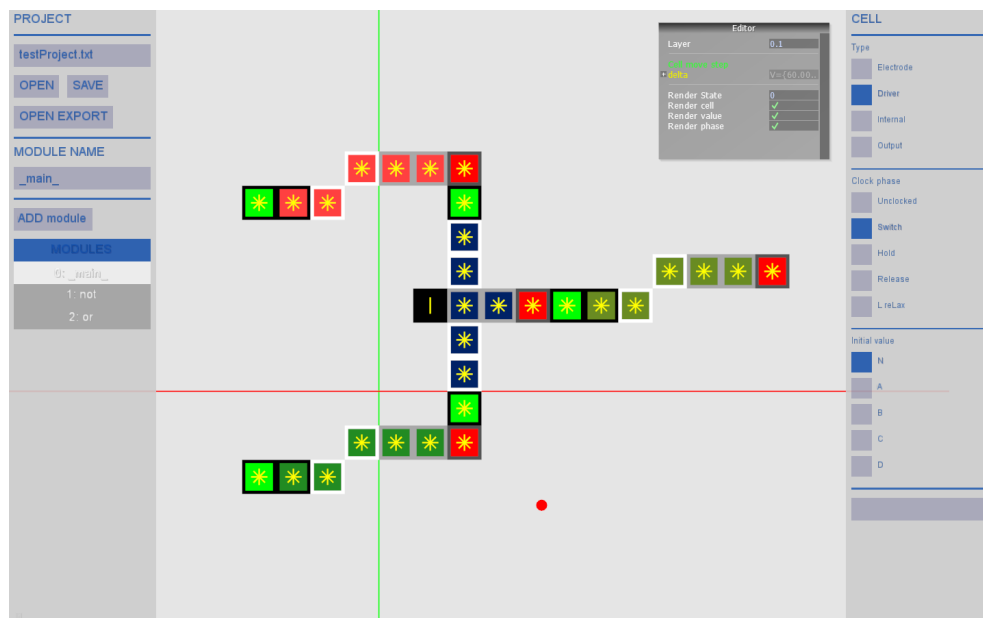 PROJECT
testProject.txt
OPEN SAVE
OPEN EXPORT
MODULE NAME
_main_
ADD module
MODULES
0: _main_
1: not
2: or
Editor
Layer 0.1
delta V={60.00..
Render State 0
Render cell
Render value
Render phase
CELL
Type
Electrode
Driver
Internal
Output
Clock phase
Unclocked
Switch
Hold
Release
L reLax
Initial value
N
A
B
C
D